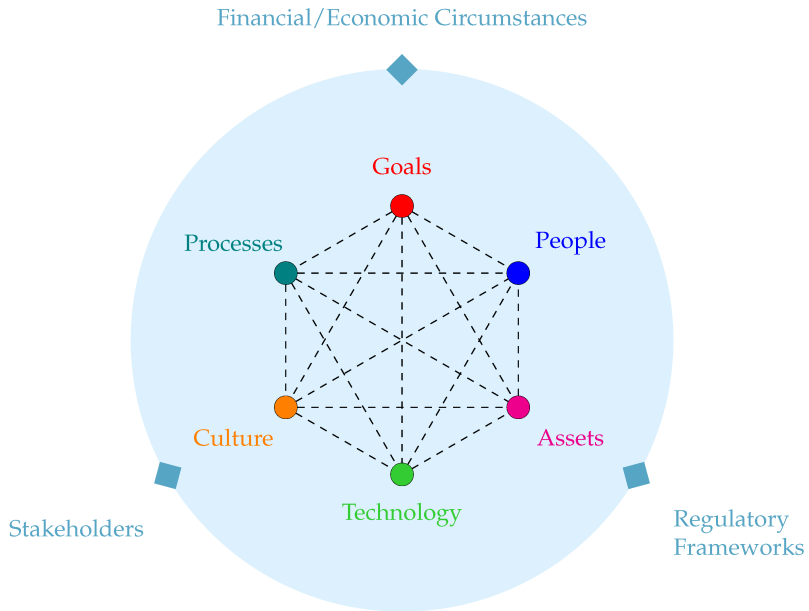 Financial/Economic Circumstances
Goals
Processes
People
Culture
Assets
Technology
Stakeholders
Regulatory
Frameworks